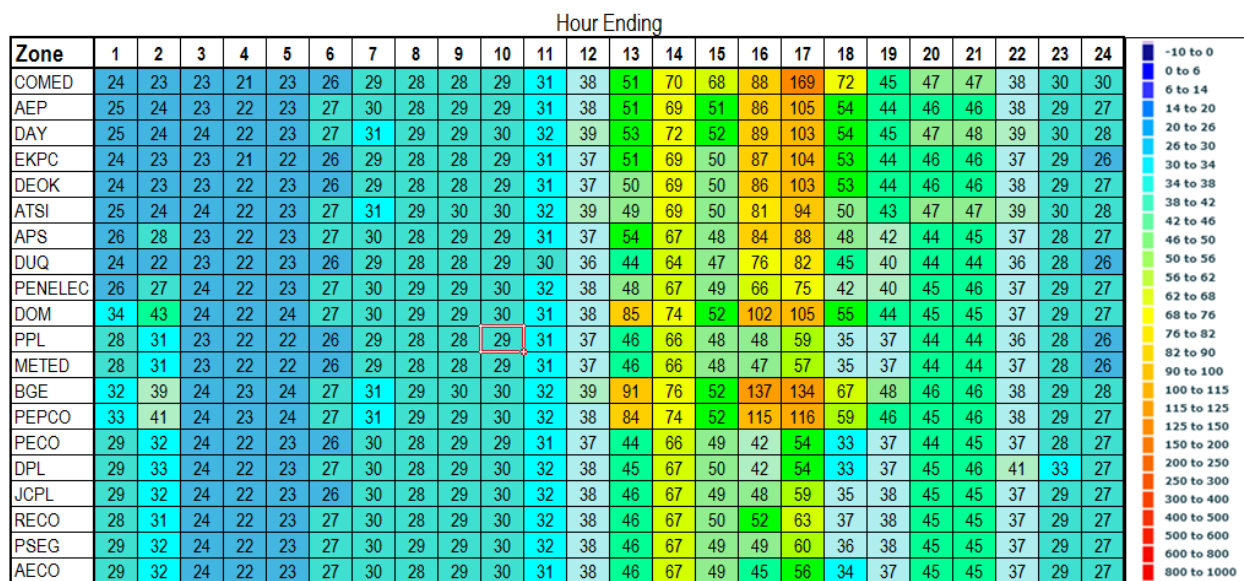 Hour Ending
Zone 1 2 3 4 5 6 7 8 9 10 11 12 13 14 15 16 17 18 19 20 21 22 23 24
COMED 24 23 23 21 23 26 29 28 28 29 31 38 51 70 68 88 169 72 45 47 47 38 30 30
AEP 25 24 23 22 23 27 30 28 29 29 31 38 51 69 51 86 105 54 44 46 46 38 29 27
DAY 25 24 24 22 23 27 31 29 29 30 32 39 53 72 52 89 103 54 45 47 48 39 30 28
EKPC 24 23 23 21 22 26 29 28 28 29 31 37 51 69 50 87 104 53 44 46 46 37 29 26
DEOK 24 23 23 22 23 26 29 28 28 29 31 37 50 69 50 86 103 53 44 46 46 38 29 27
ATSI 25 24 24 22 23 27 31 29 30 30 32 39 49 69 50 81 94 50 43 47 47 39 30 28
APS 26 28 23 22 23 27 30 28 29 29 31 37 54 67 48 84 88 48 42 44 45 37 28 27
DUQ 24 22 23 22 23 26 29 28 28 29 30 36 44 64 47 76 82 45 40 44 44 36 28 26
PENELEC 26 27 24 22 23 27 30 28 29 30 32 38 48 67 49 66 75 42 40 45 46 37 29 27
DOM 34 43 24 22 24 27 30 29 29 30 31 38 85 74 52 102 105 55 44 45 45 37 29 27
PPL 28 31 23 22 22 26 29 28 28 29 31 37 46 66 48 48 59 35 37 44 44 36 28 26
METED 28 31 23 22 22 26 29 28 28 29 31 37 46 66 48 47 57 35 37 44 44 37 28 26
BGE 32 39 24 23 24 27 31 29 29 30 32 39 91 76 52 137 134 67 48 46 46 38 29 28
PEPCO 33 41 24 23 24 27 31 29 29 30 32 38 84 74 52 115 116 59 46 45 46 38 29 27
PECO 29 32 24 22 23 26 30 28 29 29 31 37 44 66 49 42 54 33 37 44 45 37 28 27
DPL 29 33 24 22 23 27 30 28 29 30 32 38 45 67 50 42 54 33 37 45 46 41 33 27
JCPL 29 32 24 22 23 26 30 28 29 30 32 38 46 67 49 48 59 35 38 45 45 37 29 27
RECO 28 31 24 22 23 27 30 28 29 30 32 38 46 67 50 52 63 37 38 45 45 37 29 27
PSEG 29 32 24 22 23 27 30 29 29 30 32 38 46 67 49 49 60 36 38 45 45 37 29 27
AECO 29 32 24 22 23 27 30 28 29 30 31 38 46 67 49 45 56 34 37 45 45 37 29 27
-10 to 0
0 to 6
6 to 14
14 to 20
20 to 26
26 to 30
30 to 34
34 to 38
38 to 42
42 to 46
46 to 50
50 to 56
56 to 62
62 to 68
68 to 76
76 to 82
82 to 90
90 to 100
100 to 115
115 to 125
125 to 150
150 to 200
200 to 250
250 to 300
300 to 400
400 to 500
500 to 600
600 to 800
800 to 1000